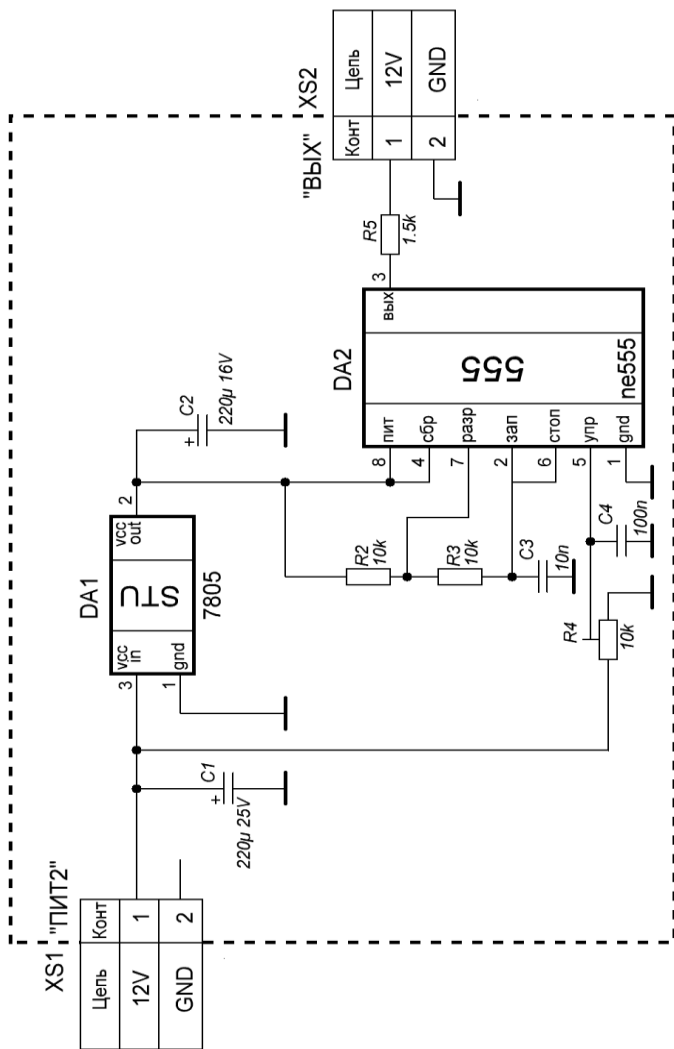 XS1 "ПИТ2"
Цепь Конт
12V 1
GND 2
C1
+
220µ 25V
DA1
3 vcc in
1 gnd
STU
vcc out 2
7805
C2
+
220µ 16V
R2
10k
R3
10k
C3
10n
R4
10k
C4
100n
DA2
8 пит
4 сбр
7 разр
2 зап
6 стоп
5 упр
1 gnd
555
вых 3
ne555
R5
1.5k
"ВЫХ" XS2
Конт Цепь
1 12V
2 GND